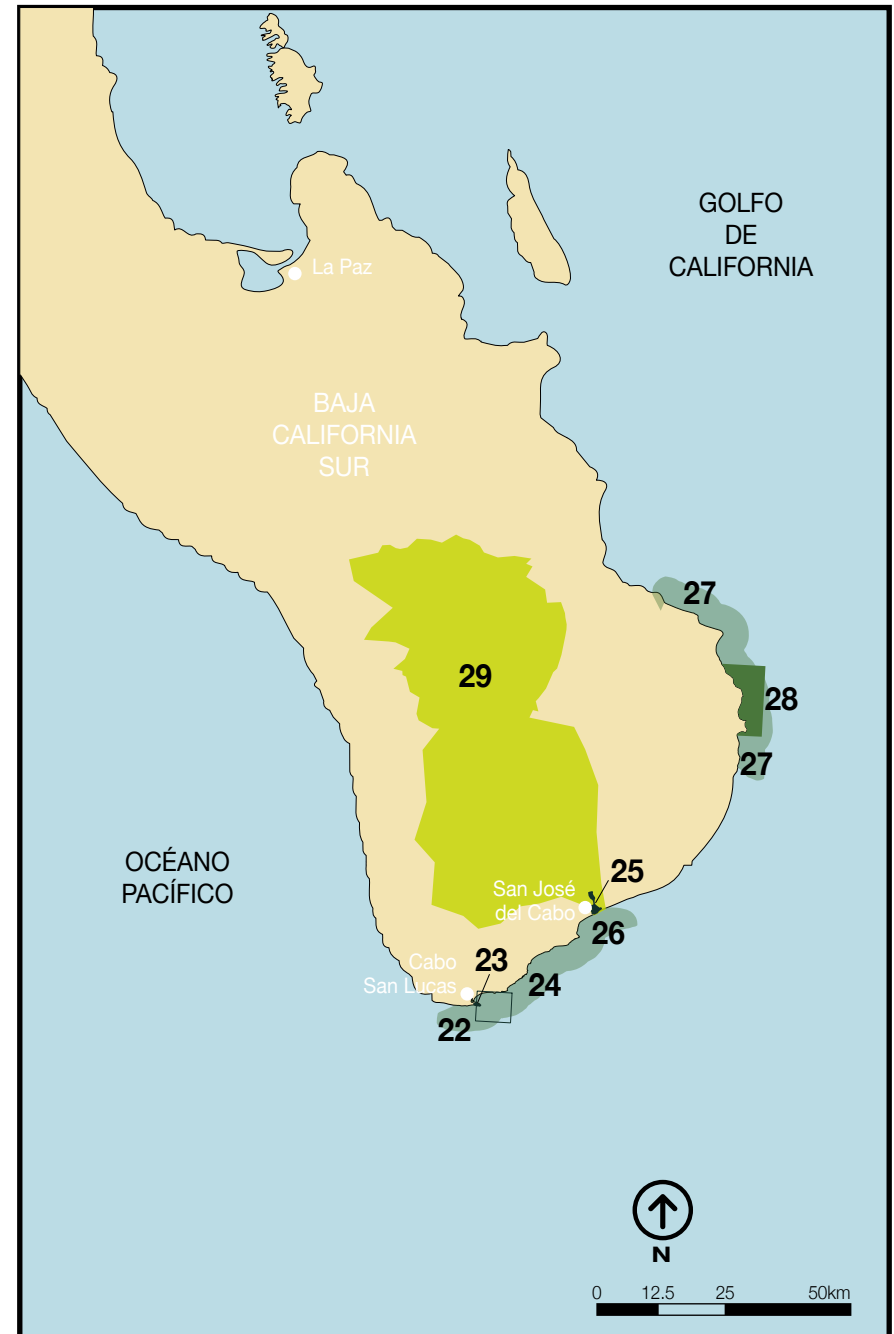 GOLFO
DE
CALIFORNIA
La Paz
BAJA
CALIFORNIA
SUR
27
29
28
27
OCÉANO
PACÍFICO
25
San José
del Cabo
26
23
Cabo
San Lucas
24
22
N
0 12.5 25 50km